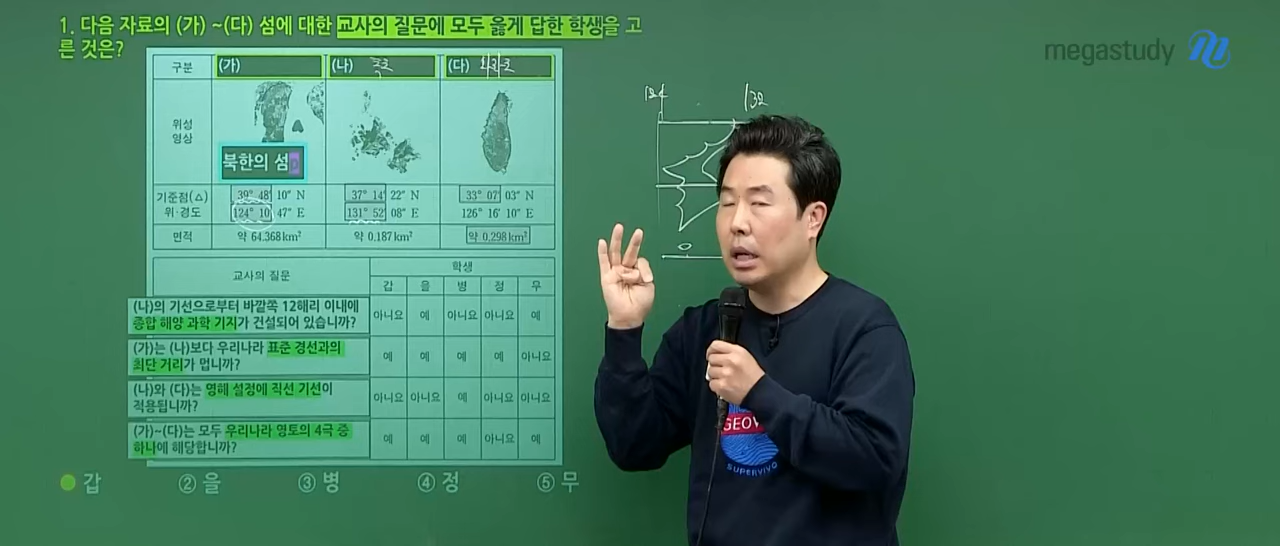 1. 다음 자료의 (가) ~(다) 섬에 대한 교사의 질문에 모두 옳게 답한 학생을 고
른 것은?
megastudy
구분 (가) (나) 독도 (다) 마라도
위성
영상
북한의 섬
기준점(△)
위·경도
39° 48′ 10″ N 37° 14′ 22″ N 33° 07′ 03″ N
124° 10′ 47″ E 131° 52′ 08″ E 126° 16′ 10″ E
면적 약 64.368km² 약 0.187km² 약 0.298km²
교사의 질문 학생
갑 을 병 정 무
(나)의 기선으로부터 바깥쪽 12해리 이내에
종합 해양 과학 기지가 건설되어 있습니까?
아니요 예 아니요 아니요 예
(가)는 (나)보다 우리나라 표준 경선과의
최단 거리가 멉니까?
예 예 예 예 아니요
(나)와 (다)는 영해 설정에 직선 기선이
적용됩니까?
아니요 아니요 예 아니요 아니요
(가)~(다)는 모두 우리나라 영토의 4극 중
하나에 해당합니까?
예 예 예 아니요 예
갑 ② 을 ③ 병 ④ 정 ⑤ 무
124 132
GEOV
SUPERVIVO